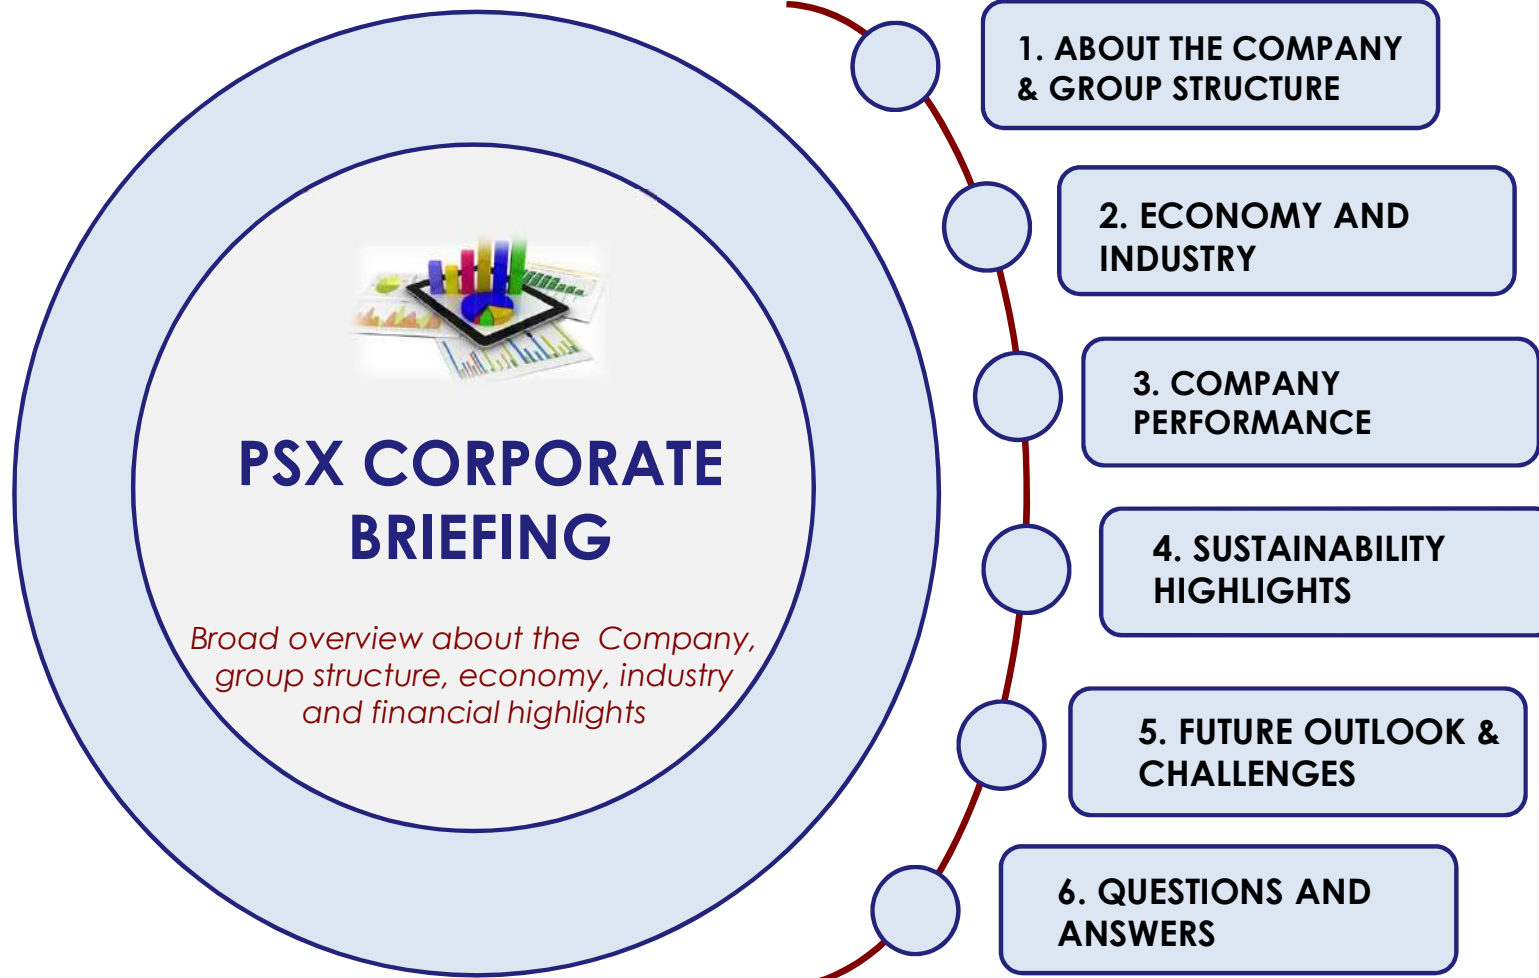 PSX CORPORATE
BRIEFING
Broad overview about the Company,
group structure, economy, industry
and financial highlights
1. ABOUT THE COMPANY
& GROUP STRUCTURE
2. ECONOMY AND
INDUSTRY
3. COMPANY
PERFORMANCE
4. SUSTAINABILITY
HIGHLIGHTS
5. FUTURE OUTLOOK &
CHALLENGES
6. QUESTIONS AND
ANSWERS